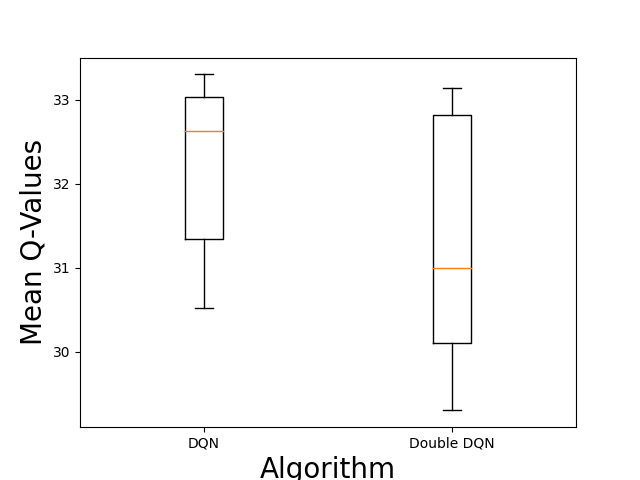 33
32
31
30
Mean Q-Values
DQN
Double DQN
Algorithm